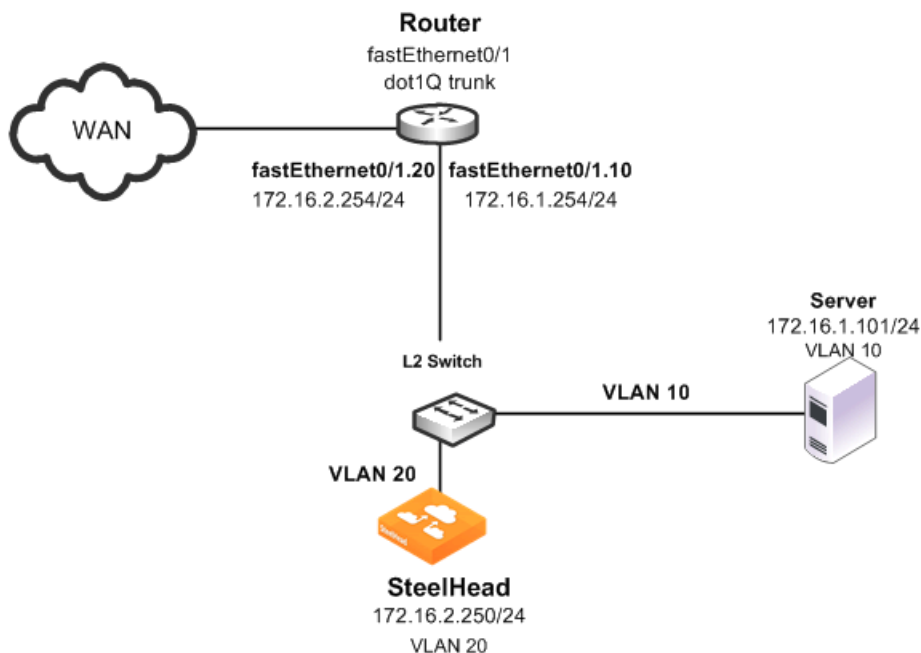 Router
fastEthernet0/1
dot1Q trunk
WAN
fastEthernet0/1.20
172.16.2.254/24
fastEthernet0/1.10
172.16.1.254/24
Server
172.16.1.101/24
VLAN 10
L2 Switch
VLAN 10
VLAN 20
SteelHead
SteelHead
172.16.2.250/24
VLAN 20